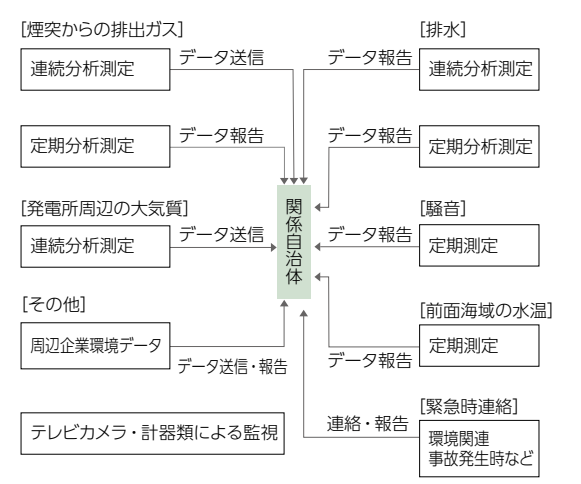 [煙突からの排出ガス]
連続分析測定
データ送信
定期分析測定
データ報告
[発電所周辺の大気質]
連続分析測定
データ送信
[その他]
周辺企業環境データ
データ送信・報告
テレビカメラ・計器類による監視
関係自治体
[排水]
データ報告
連続分析測定
データ報告
定期分析測定
[騒音]
データ報告
定期測定
[前面海域の水温]
定期測定
データ報告
[緊急時連絡]
連絡・報告
環境関連
事故発生時など